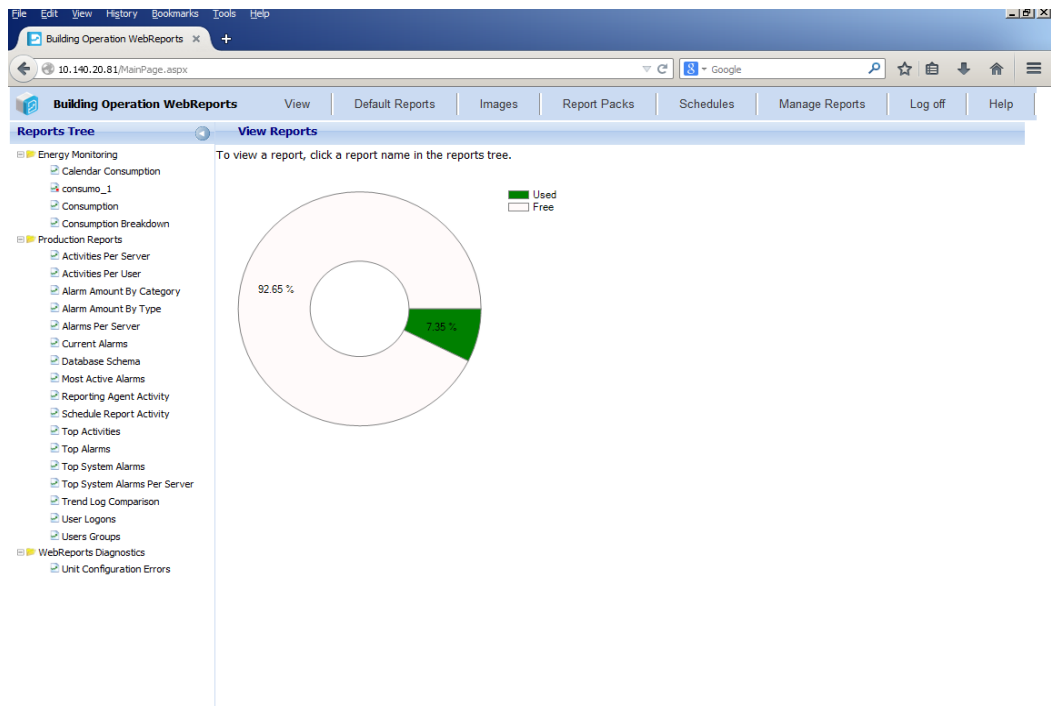 File Edit View History Bookmarks Tools Help
Building Operation WebReports × +
10.140.20.81/MainPage.aspx 8 Google
Building Operation WebReports View Default Reports Images Report Packs Schedules Manage Reports Log off Help
Reports Tree View Reports
To view a report, click a report name in the reports tree.
Energy Monitoring
Calendar Consumption
consumo_1
Consumption
Consumption Breakdown
Production Reports
Activities Per Server
Activities Per User
Alarm Amount By Category
Alarm Amount By Type
Alarms Per Server
Current Alarms
Database Schema
Most Active Alarms
Reporting Agent Activity
Schedule Report Activity
Top Activities
Top Alarms
Top System Alarms
Top System Alarms Per Server
Trend Log Comparison
User Logons
Users Groups
WebReports Diagnostics
Unit Configuration Errors
Used
Free
92.65 %
7.35 %